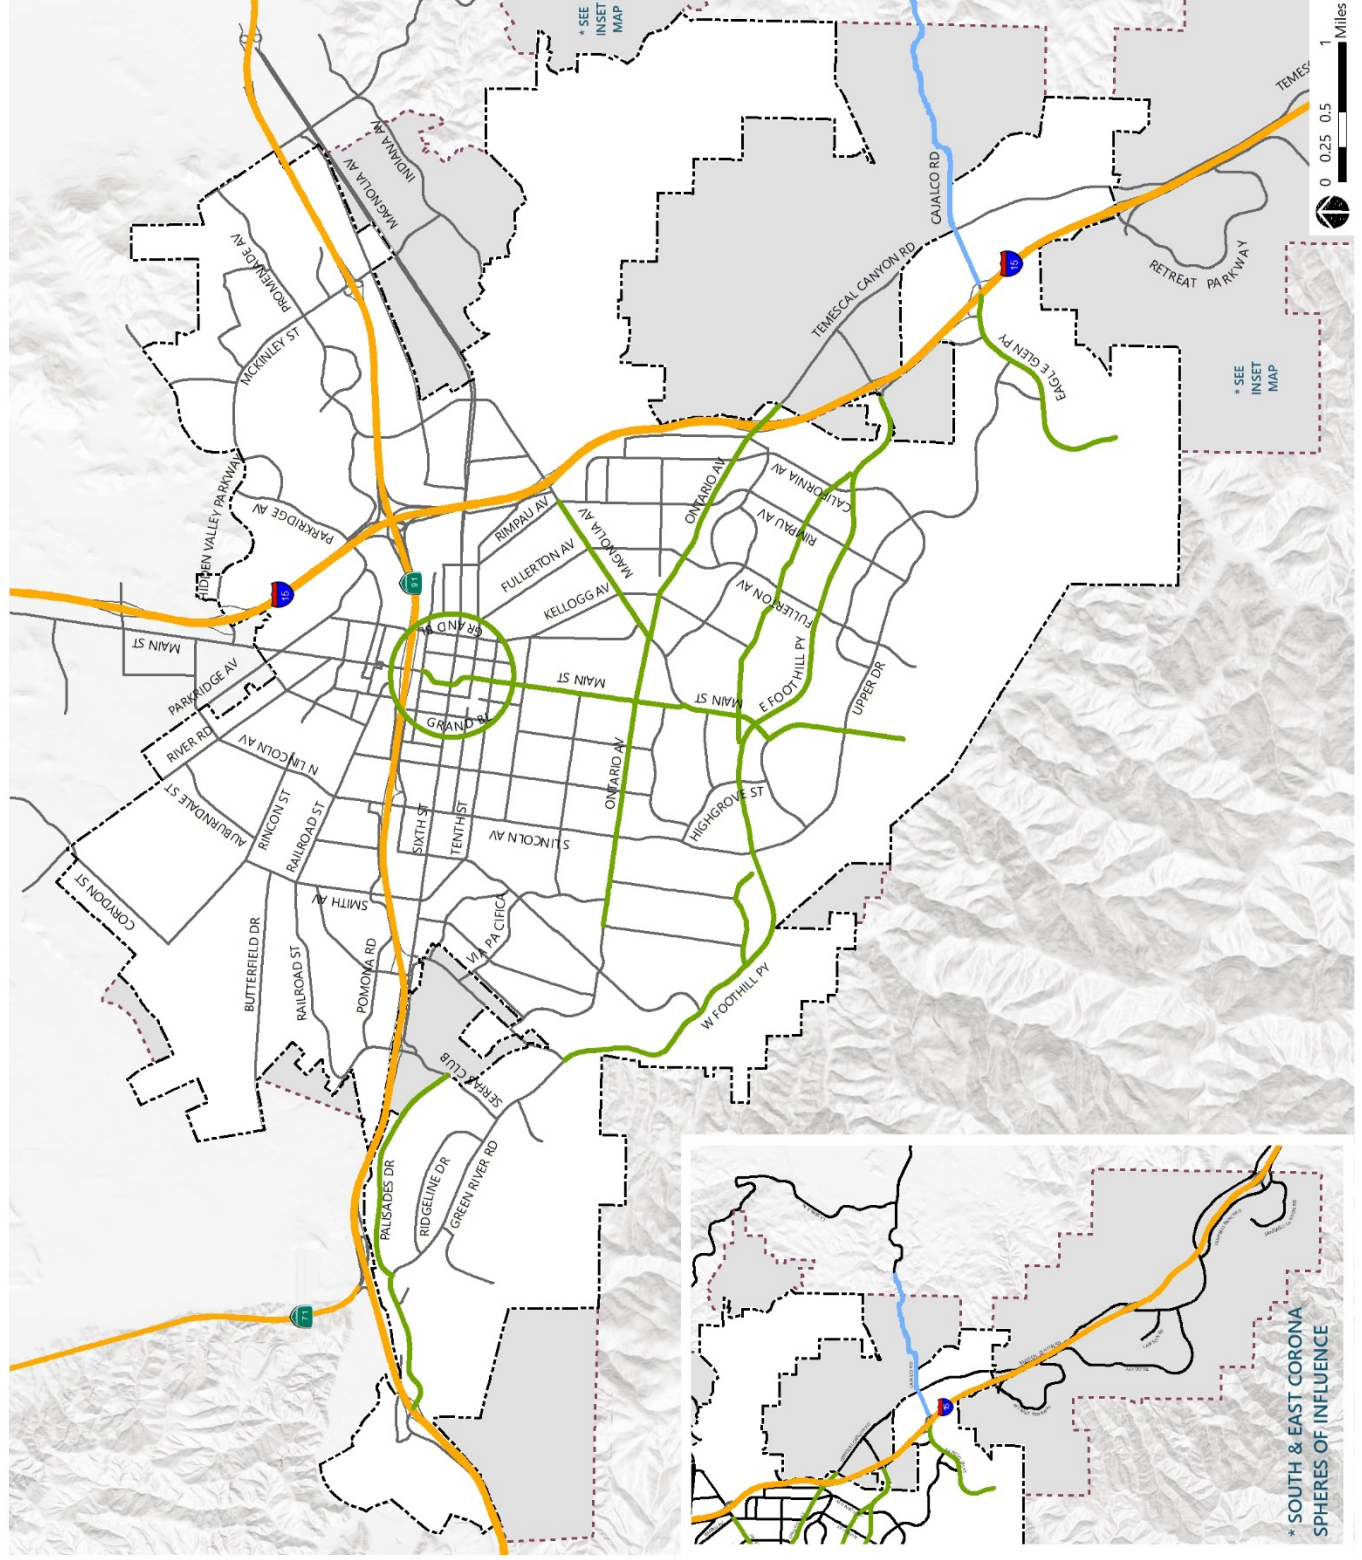 * SEE
INSET
MAP
Miles
0 0.25 0.5 1
TEMESC
INDIANA AV
MAGNOLIA AV
PROMENADE AV
MCKINLEY ST
CAJALCO RD
TEMESCAL CANYON RD
15
RETREAT PARKWAY
EAGLE GLEN PY
* SEE
INSET
MAP
HIDDEN VALLEY PARKWAY
PARKRIDGE AV
15
91
MAIN ST
PARKRIDGE AV
RIVER RD
N LINCOLN AV
AUBURNDALE ST
RINCON ST
RAILROAD ST
CORYDON ST
GRAND BL
GRAND BL
RIMPAU AV
FULLERTON AV
KELLOGG AV
MAGNOLIA AV
ONTARIO AV
CALIFORNIA AV
RIMPAU AV
FULLERTON AV
E FOOTHILL PY
UPPER DR
MAIN ST
MAIN ST
ONTARIO AV
HIGHGROVE ST
SIXTH ST
TENTH ST
S LINCOLN AV
SMITH AV
BUTTERFIELD DR
RAILROAD ST
POMONA RD
VIA PACIFICA
W FOOTHILL PY
SERFAS CLUB
PALISADES DR
RIDGELINE DR
GREEN RIVER RD
71
15
* SOUTH & EAST CORONA
SPHERES OF INFLUENCE